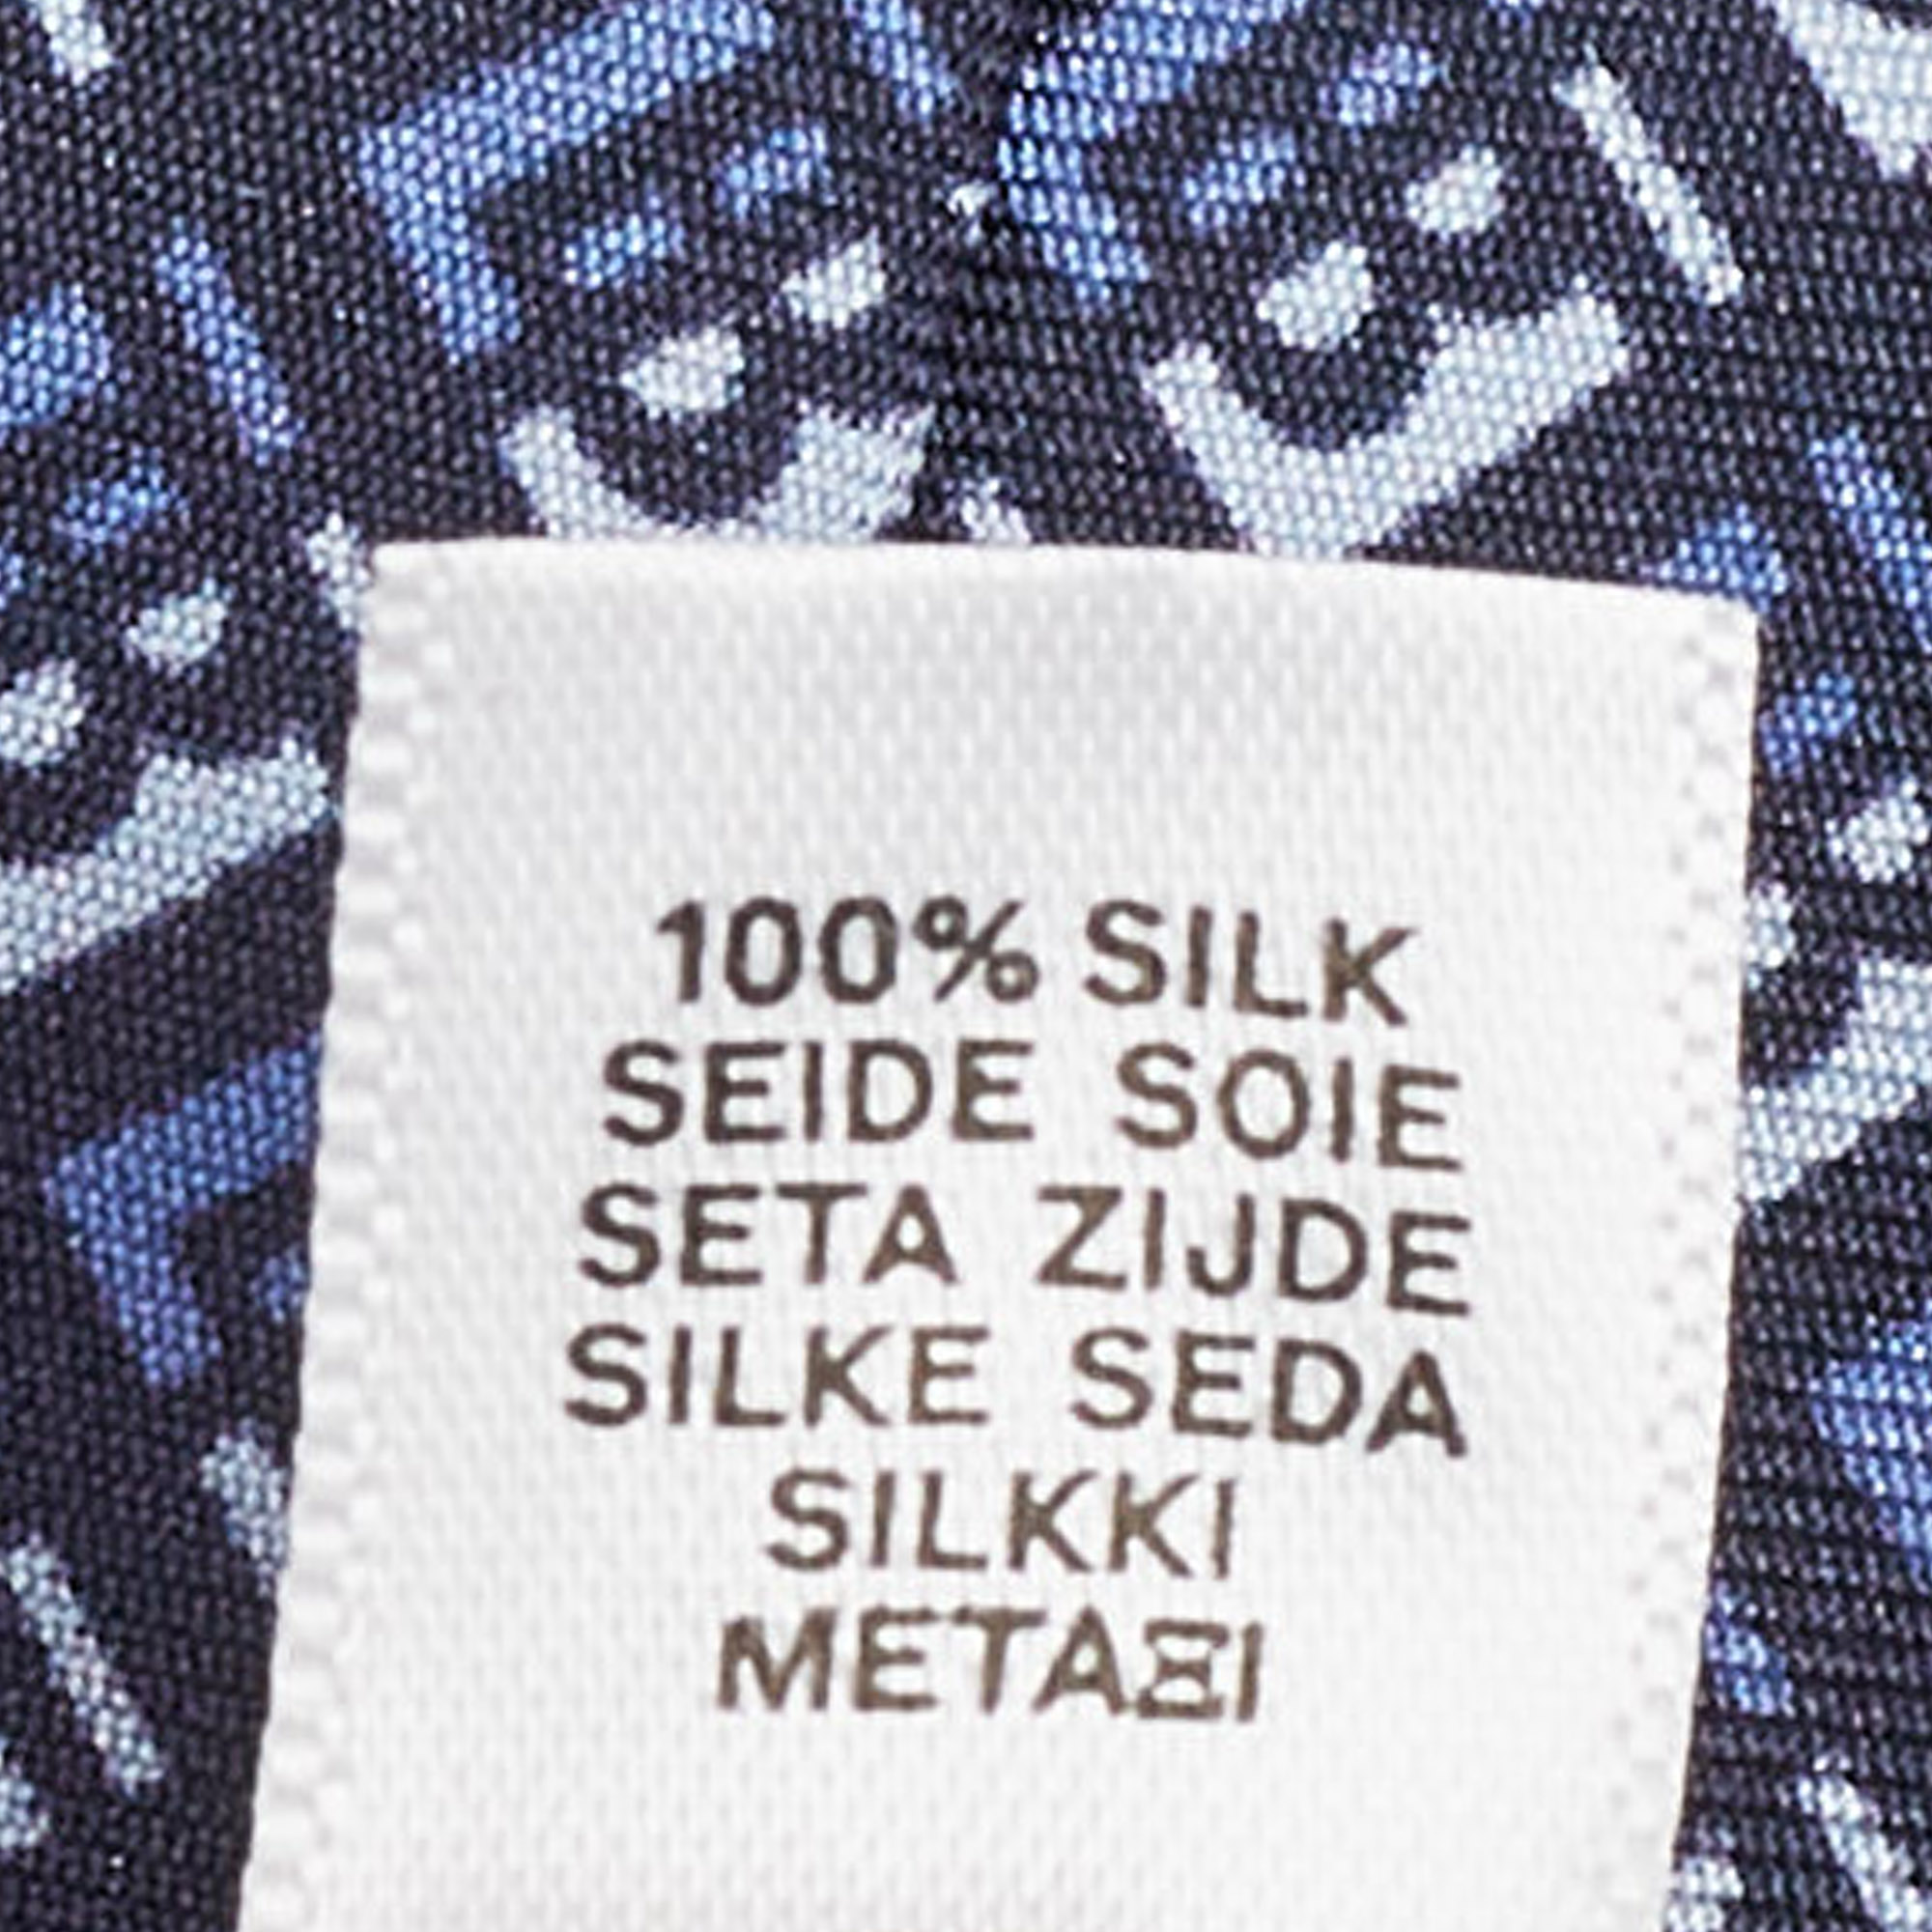 100% SILK
SEIDE SOIE
SETA ZIJDE
SILKE SEDA
SILKKI
ΜΕΤΑΞΙ